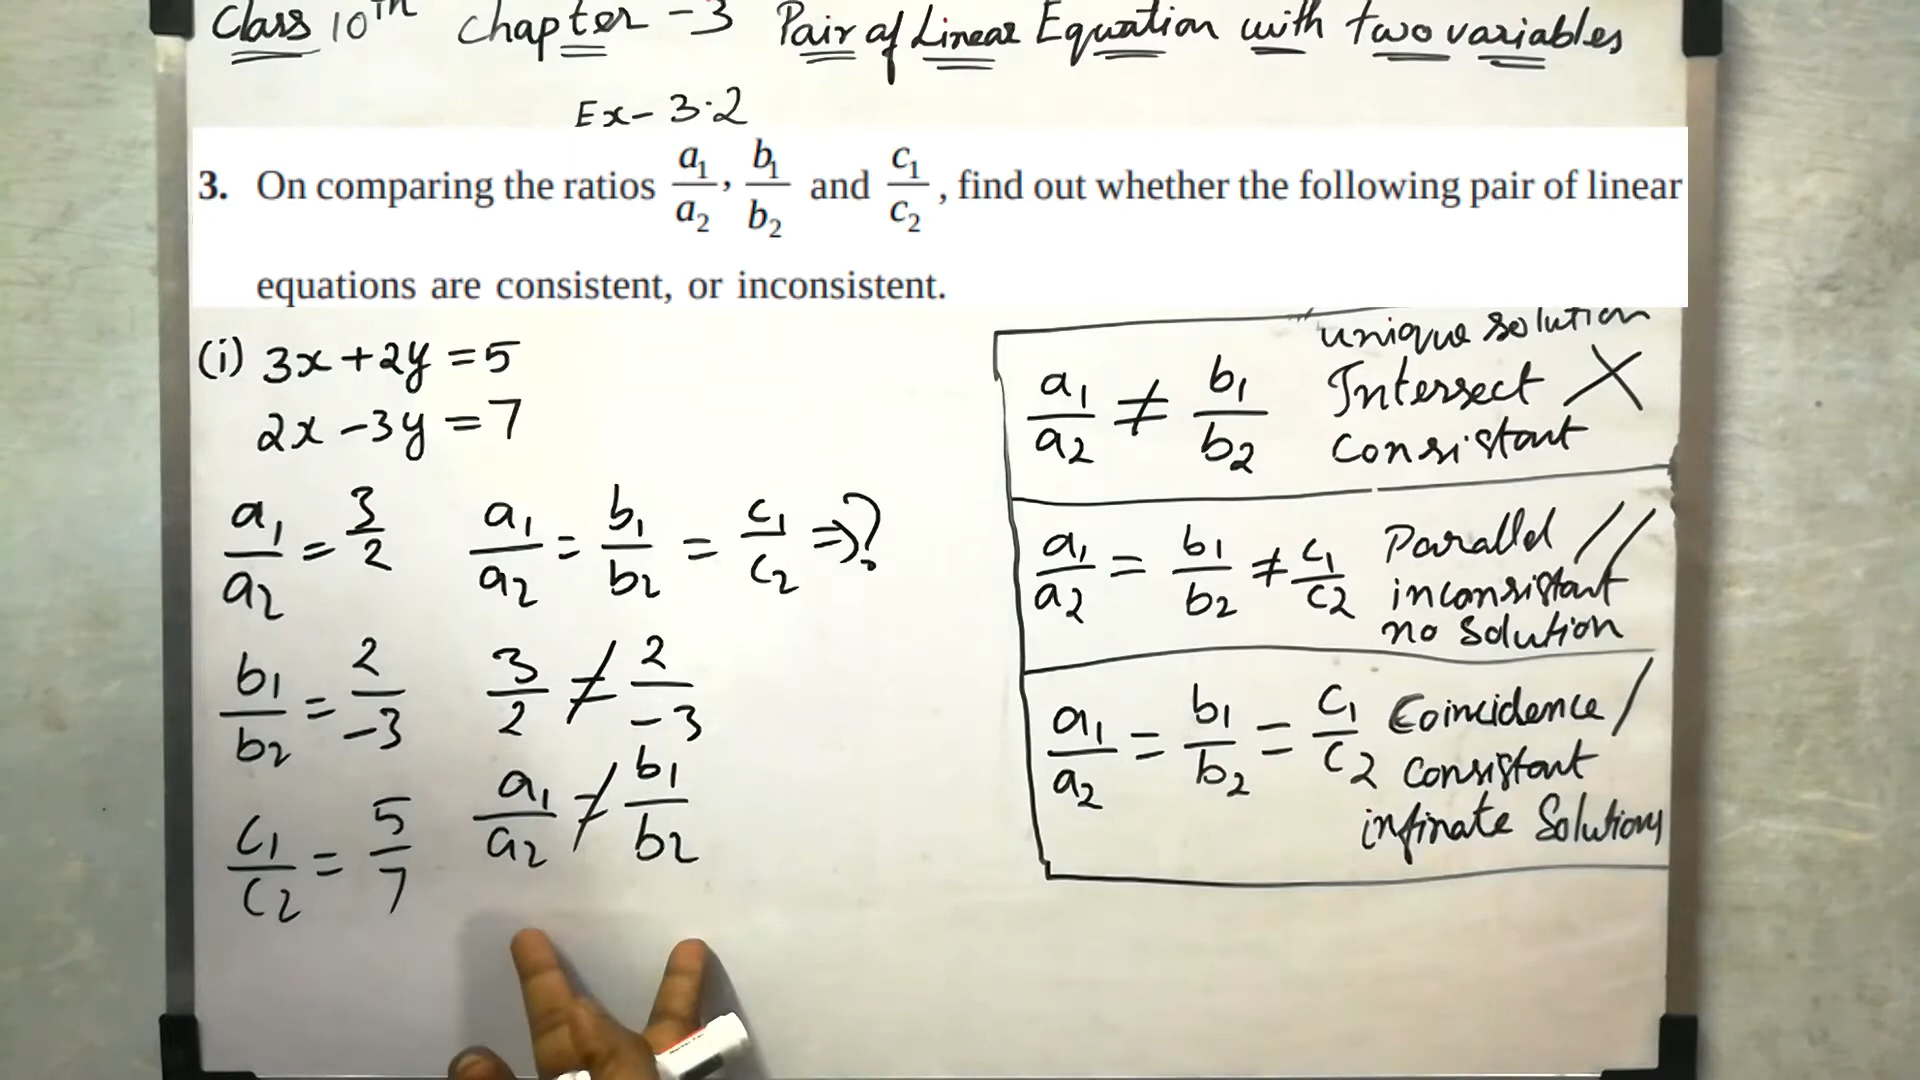 Class 10th Chapter -3 Pair of Linear Equation with two variables
Ex- 3.2
3. On comparing the ratios a₁/a₂, b₁/b₂ and c₁/c₂, find out whether the following pair of linear
equations are consistent, or inconsistent.
(i) 3x + 2y = 5
2x - 3y = 7
a₁/a₂ = 3/2
b₁/b₂ = 2/-3
c₁/c₂ = 5/7
a₁/a₂ = b₁/b₂ = c₁/c₂ ⇒ ?
3/2 ≠ 2/-3
a₁/a₂ ≠ b₁/b₂
unique solution
a₁/a₂ ≠ b₁/b₂ Intersect
consistant
a₁/a₂ = b₁/b₂ ≠ c₁/c₂ Parallel //
inconsistant
no solution
a₁/a₂ = b₁/b₂ = c₁/c₂ Coincidence /
consistant
infinate Solutions